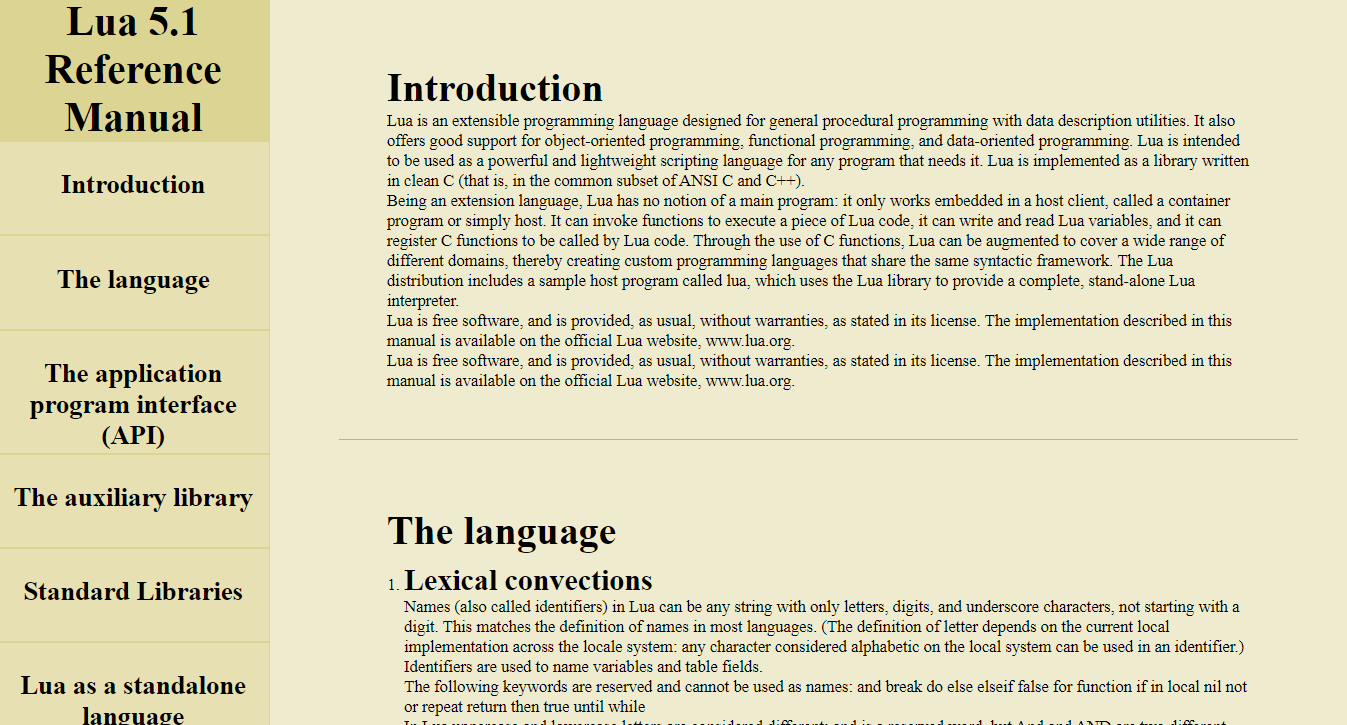 Lua 5.1
Reference
Manual
Introduction
The language
The application
program interface
(API)
The auxiliary library
Standard Libraries
Lua as a standalone
language
Introduction
Lua is an extensible programming language designed for general procedural programming with data description utilities. It also
offers good support for object-oriented programming, functional programming, and data-oriented programming. Lua is intended
to be used as a powerful and lightweight scripting language for any program that needs it. Lua is implemented as a library written
in clean C (that is, in the common subset of ANSI C and C++).
Being an extension language, Lua has no notion of a main program: it only works embedded in a host client, called a container
program or simply host. It can invoke functions to execute a piece of Lua code, it can write and read Lua variables, and it can
register C functions to be called by Lua code. Through the use of C functions, Lua can be augmented to cover a wide range of
different domains, thereby creating custom programming languages that share the same syntactic framework. The Lua
distribution includes a sample host program called lua, which uses the Lua library to provide a complete, stand-alone Lua
interpreter.
Lua is free software, and is provided, as usual, without warranties, as stated in its license. The implementation described in this
manual is available on the official Lua website, www.lua.org.
Lua is free software, and is provided, as usual, without warranties, as stated in its license. The implementation described in this
manual is available on the official Lua website, www.lua.org.
The language
1. Lexical convections
Names (also called identifiers) in Lua can be any string with only letters, digits, and underscore characters, not starting with a
digit. This matches the definition of names in most languages. (The definition of letter depends on the current local
implementation across the locale system: any character considered alphabetic on the local system can be used in an identifier.)
Identifiers are used to name variables and table fields.
The following keywords are reserved and cannot be used as names: and break do else elseif false for function if in local nil not
or repeat return then true until while